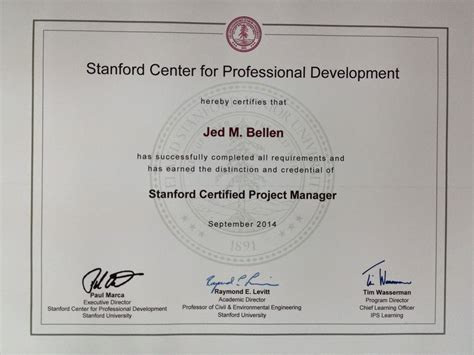 Stanford Center for Professional Development
hereby certifies that
Jed M. Bellen
has successfully completed all requirements and
has earned the distinction and credential of
Stanford Certified Project Manager
September 2014
1891
Paul Marca
Executive Director
Stanford Center for Professional Development
Stanford University
Raymond E. Levitt
Academic Director
Professor of Civil & Environmental Engineering
Stanford University
Tim Wasserman
Program Director
Chief Learning Officer
IPS Learning